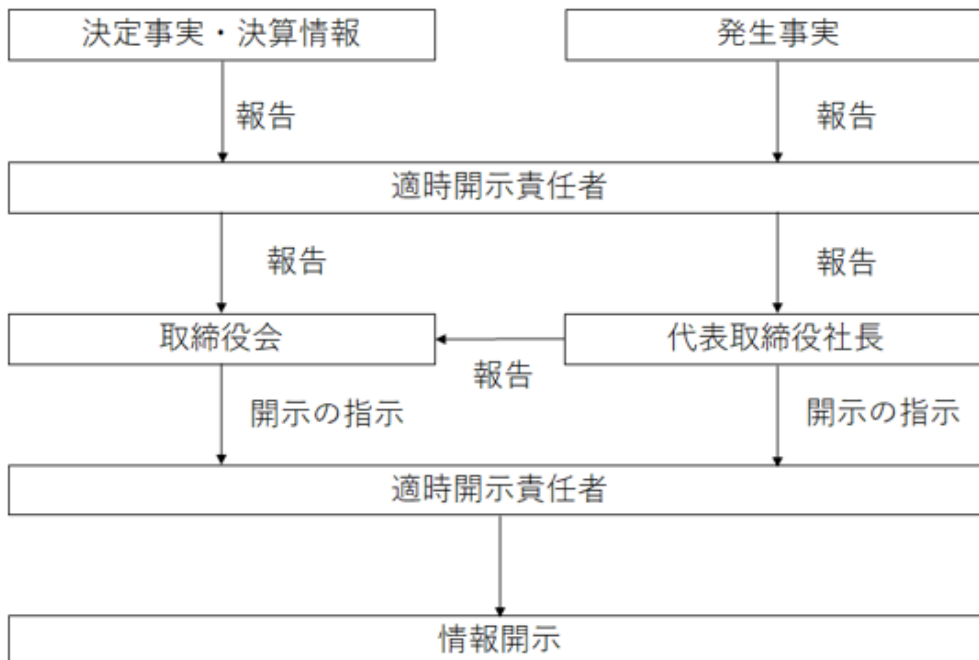 決定事実・決算情報
発生事実
報告
報告
適時開示責任者
報告
報告
取締役会
代表取締役社長
報告
開示の指示
開示の指示
適時開示責任者
情報開示